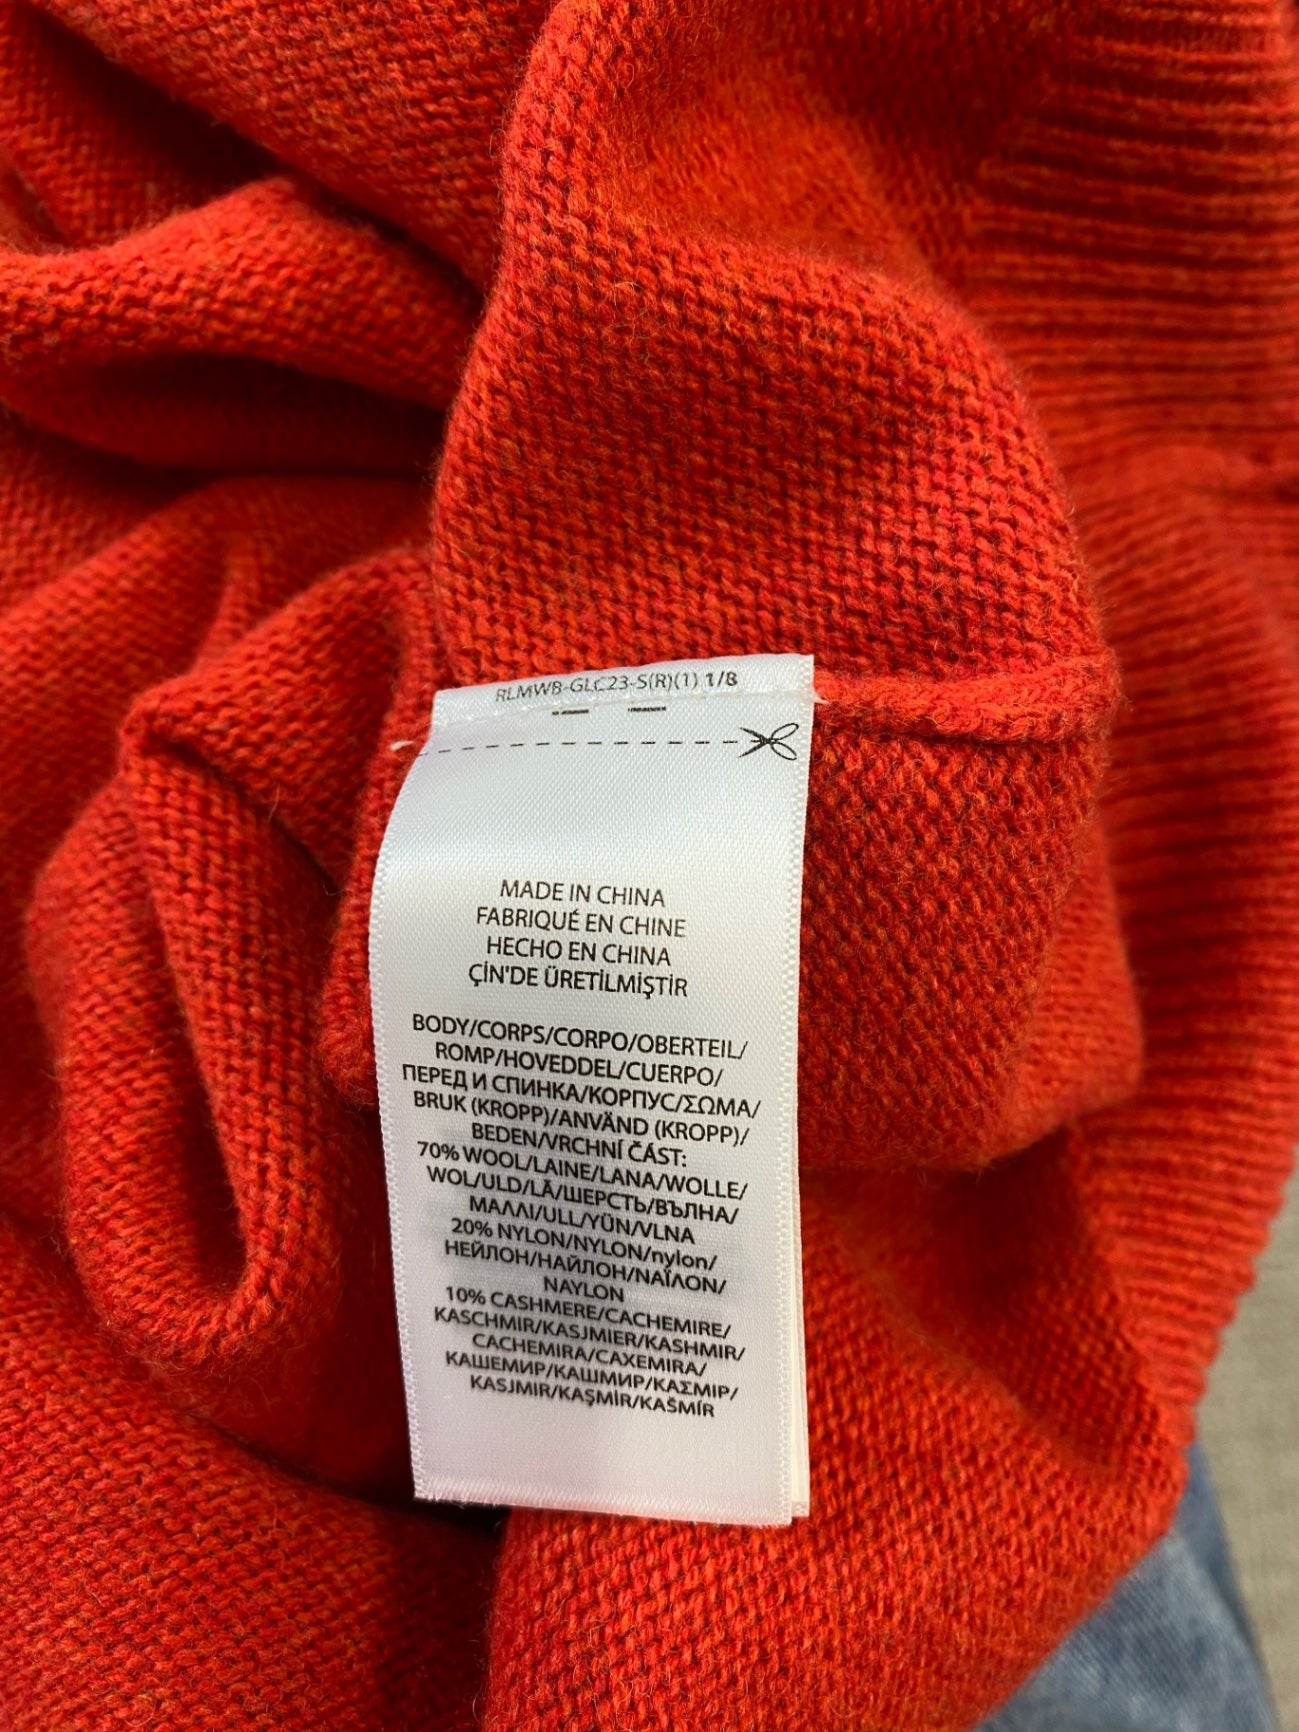 RLMWB-GLC23-S(R)(1) 1/8
MADE IN CHINA
FABRIQUÉ EN CHINE
HECHO EN CHINA
ÇİN'DE ÜRETİLMİŞTİR
BODY/CORPS/CORPO/OBERTEIL/
ROMP/HOVEDDEL/CUERPO/
ПЕРЕД И СПИНКА/КОРПУС/ΣΩΜΑ/
BRUK (KROPP)/ANVÄND (KROPP)/
BEDEN/VRCHNÍ ČÁST:
70% WOOL/LAINE/LANA/WOLLE/
WOL/ULD/LÃ/ШЕРСТЬ/ВЪЛНА/
ΜΑΛΛΙ/ULL/YÜN/VLNA
20% NYLON/NYLON/nylon/
НЕЙЛОН/НАЙЛОН/ΝΑΪΛΟΝ/
NAYLON
10% CASHMERE/CACHEMIRE/
KASCHMIR/KASJMIER/KASHMIR/
CACHEMIRA/CAXEMIRA/
КАШЕМИР/КАШМИР/ΚΑΣΜΙΡ/
KASJMIR/KAŞMİR/KAŠMÍR